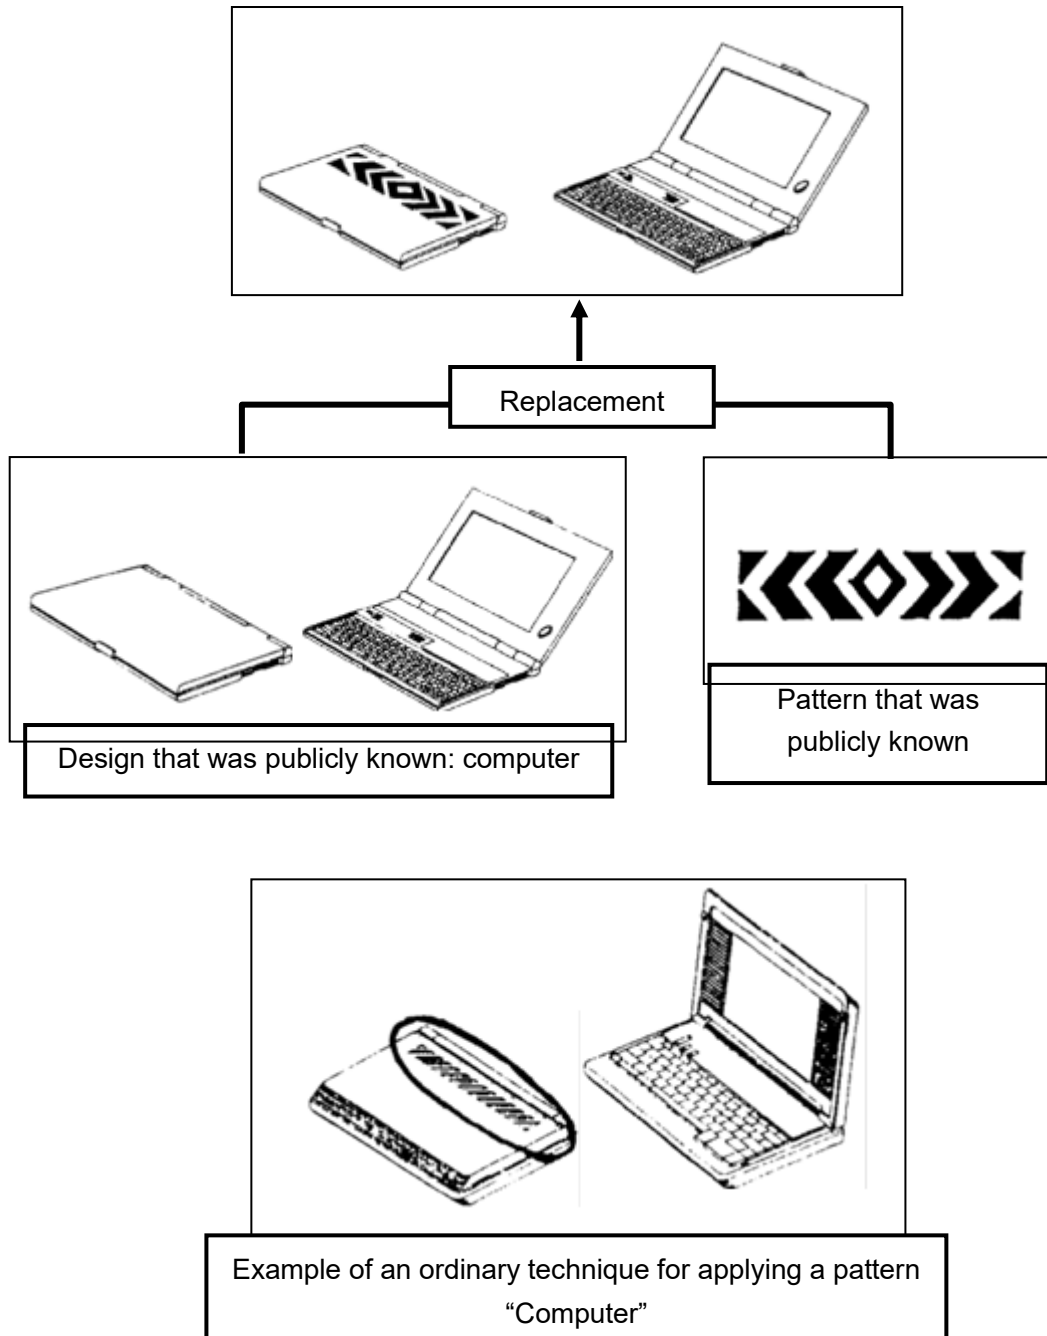 Replacement
Design that was publicly known: computer
Pattern that was
publicly known
Example of an ordinary technique for applying a pattern
“Computer”